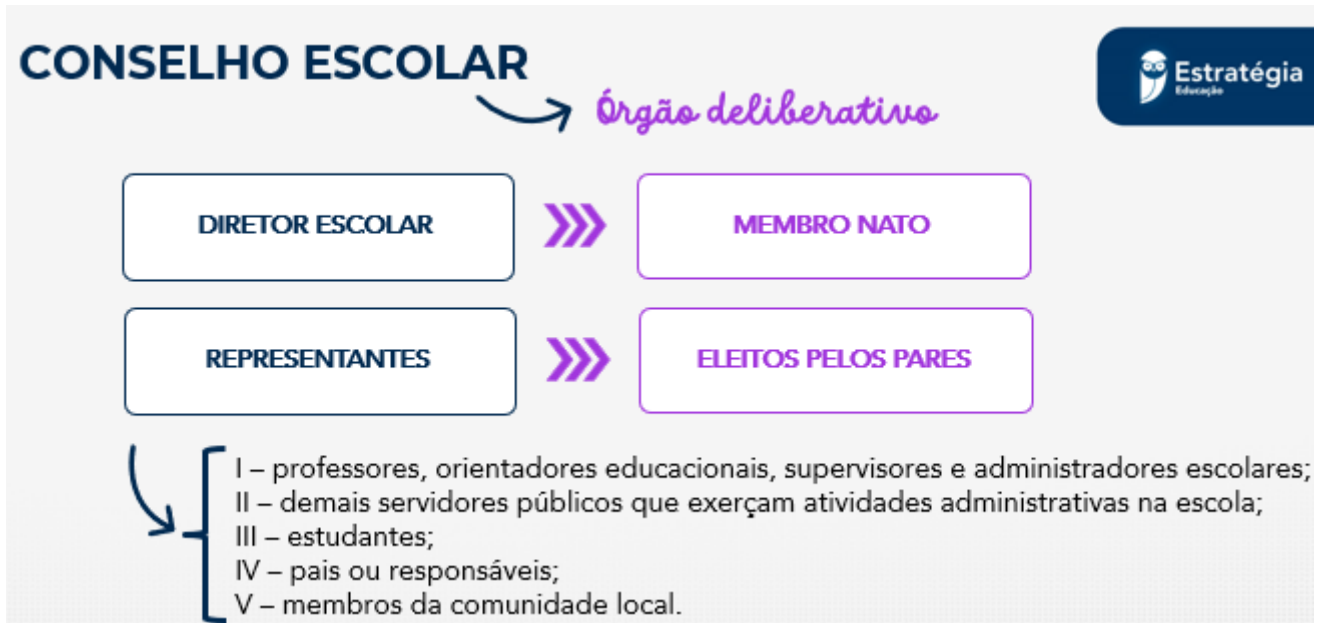 CONSELHO ESCOLAR
Estratégia
Educação
Órgão deliberativo
DIRETOR ESCOLAR
MEMBRO NATO
REPRESENTANTES
ELEITOS PELOS PARES
I – professores, orientadores educacionais, supervisores e administradores escolares;
II – demais servidores públicos que exerçam atividades administrativas na escola;
III – estudantes;
IV – pais ou responsáveis;
V – membros da comunidade local.